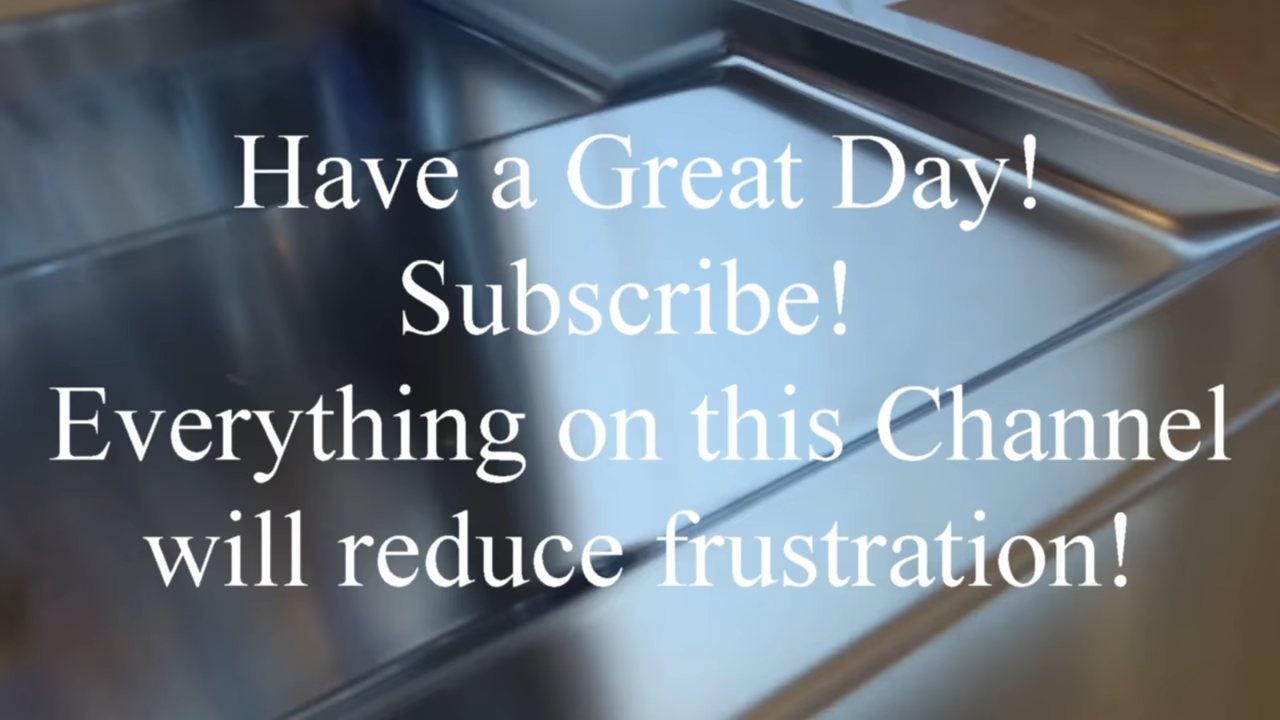 Have a Great Day!
Subscribe!
Everything on this Channel
will reduce frustration!